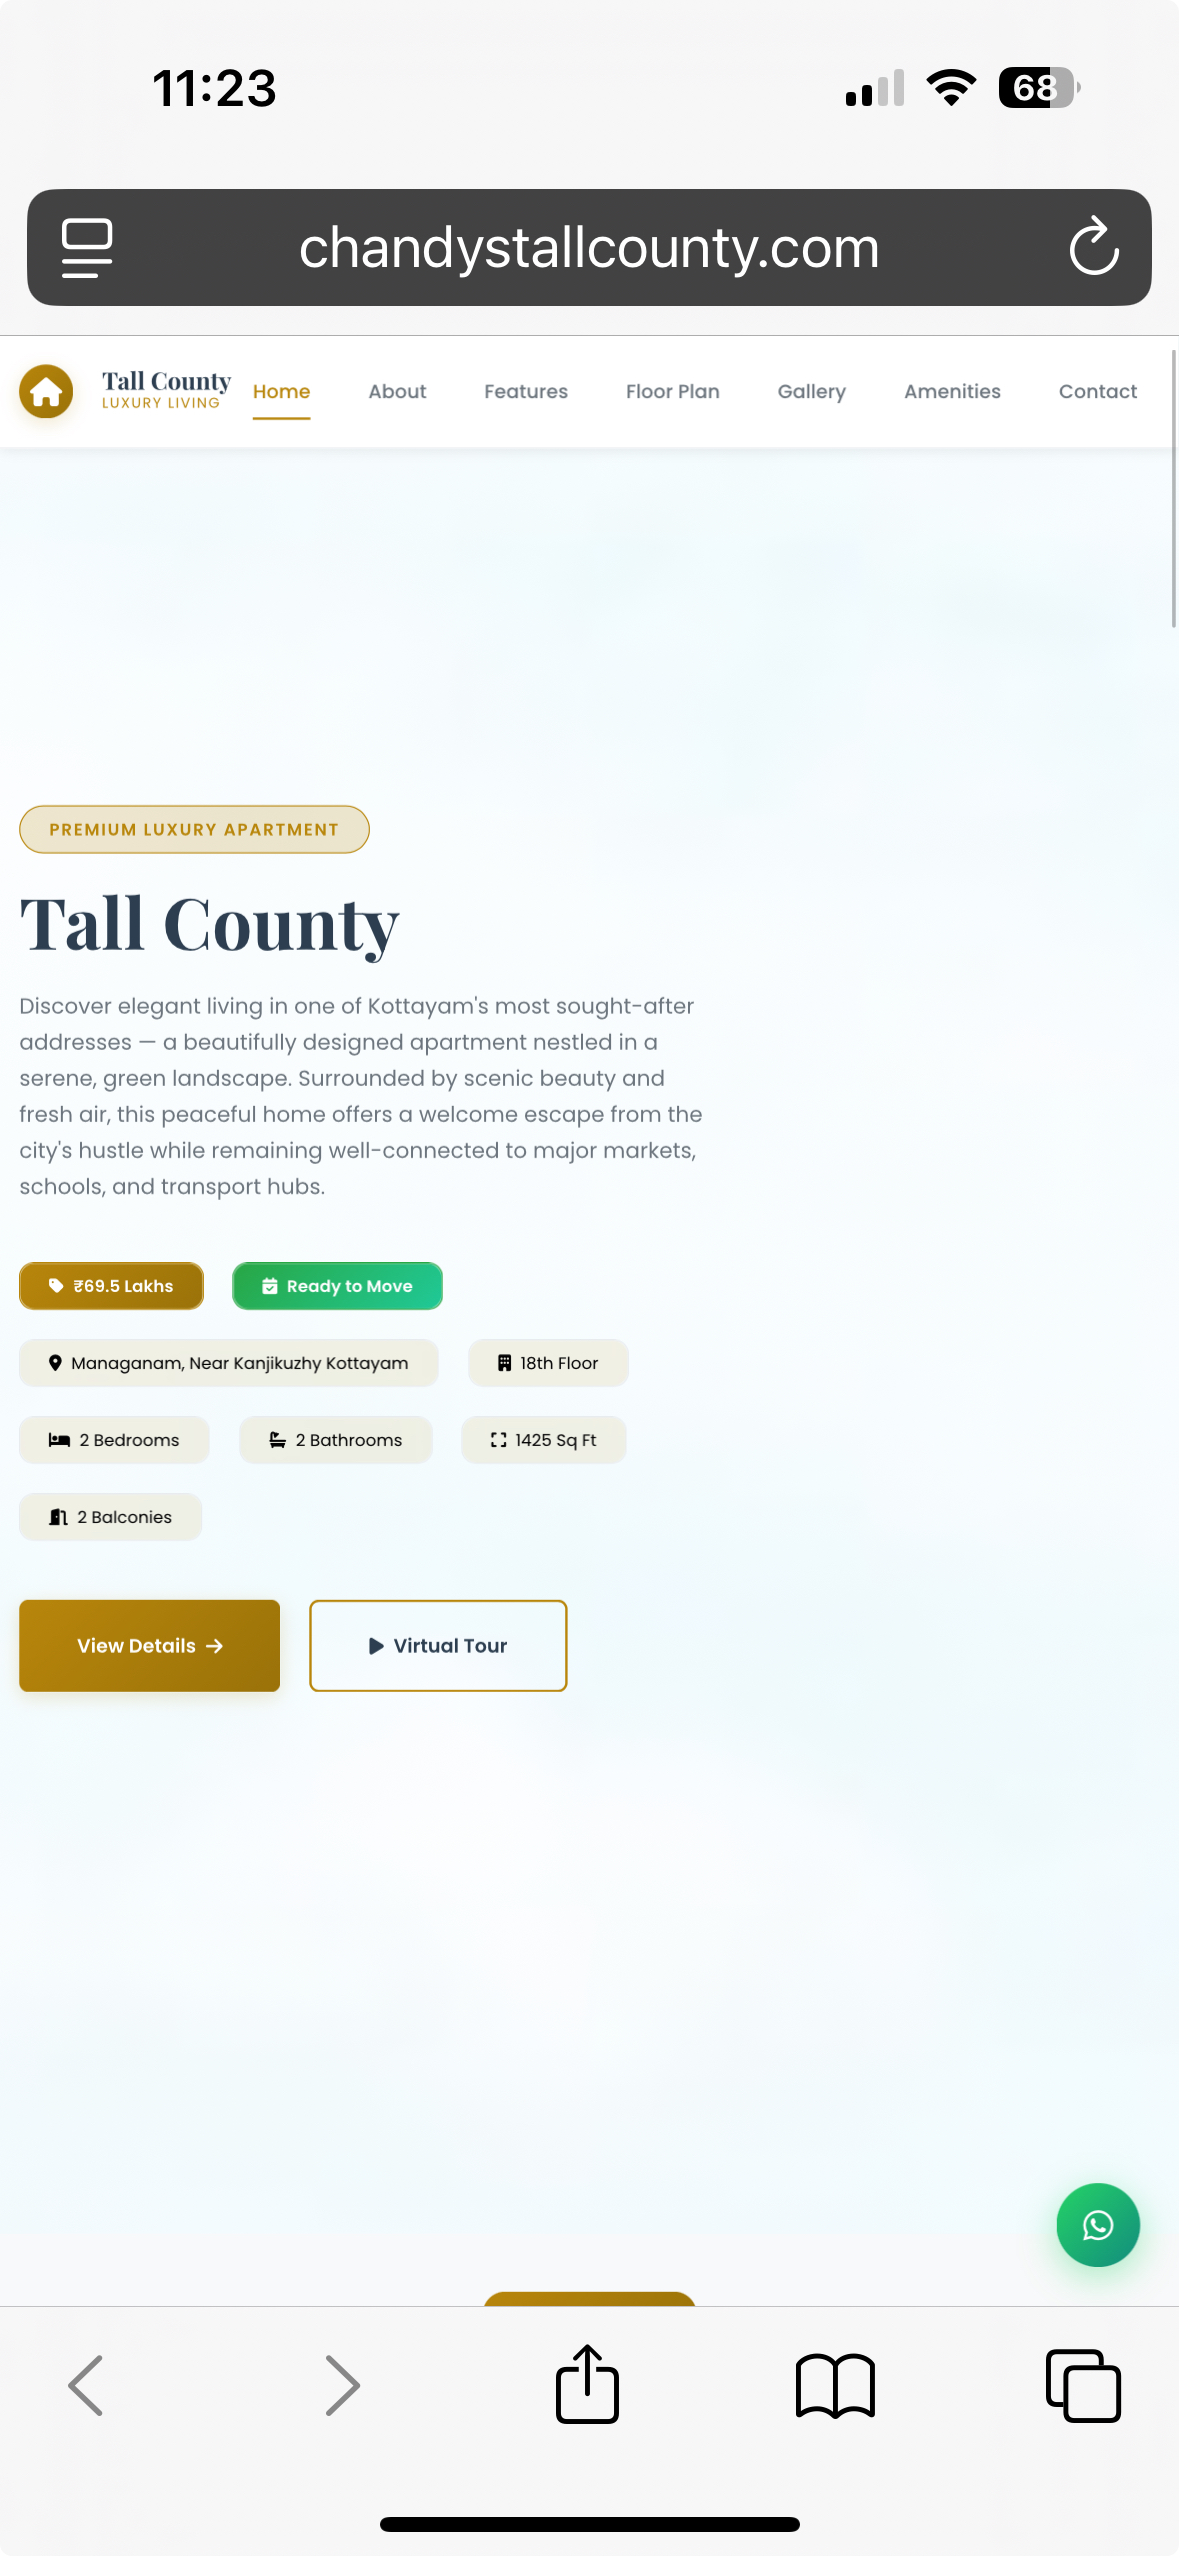 11:23
68
chandystallcounty.com
Tall County
LUXURY LIVING
Home About Features Floor Plan Gallery Amenities Contact
PREMIUM LUXURY APARTMENT
Tall County
Discover elegant living in one of Kottayam's most sought-after
addresses — a beautifully designed apartment nestled in a
serene, green landscape. Surrounded by scenic beauty and
fresh air, this peaceful home offers a welcome escape from the
city's hustle while remaining well-connected to major markets,
schools, and transport hubs.
₹69.5 Lakhs Ready to Move
Managanam, Near Kanjikuzhy Kottayam 18th Floor
2 Bedrooms 2 Bathrooms 1425 Sq Ft
2 Balconies
View Details → Virtual Tour